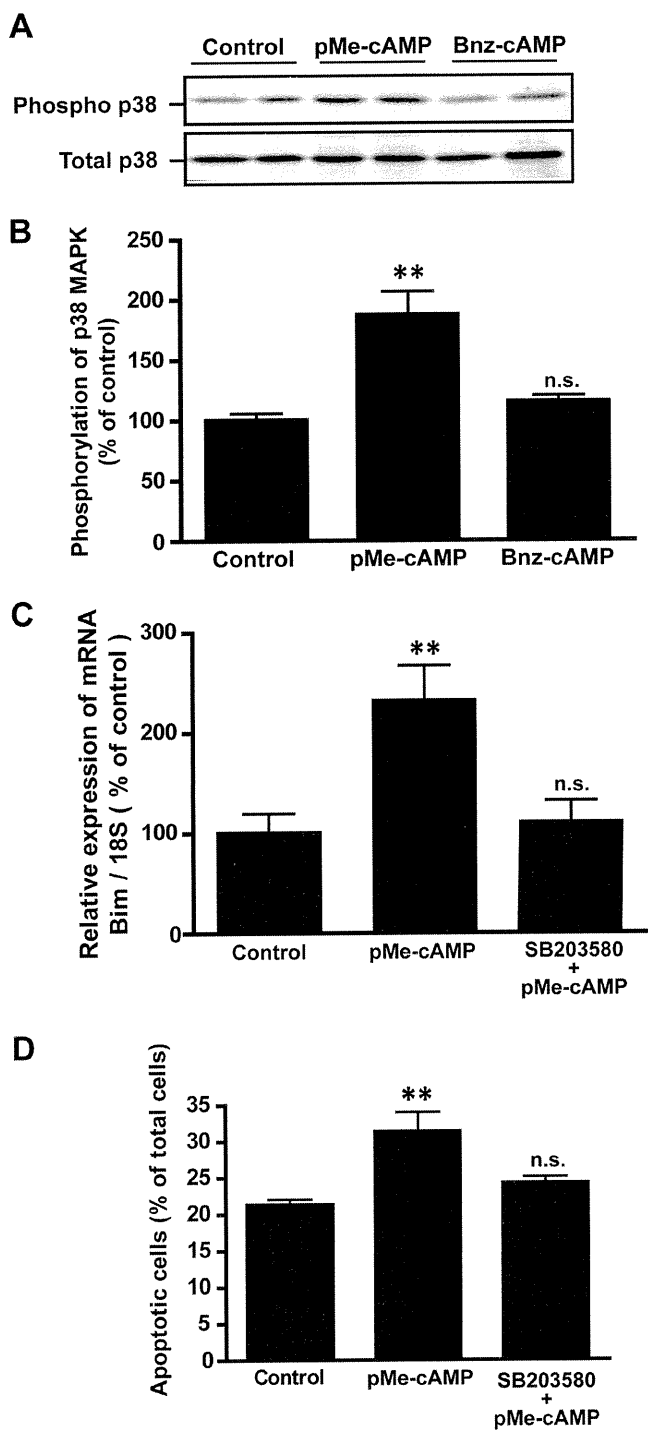 A
Control pMe-cAMP Bnz-cAMP
Phospho p38
Total p38
B
Phosphorylation of p38 MAPK
(% of control)
250
200
150
100
50
0
**
n.s.
Control pMe-cAMP Bnz-cAMP
C
Relative expression of mRNA
Bim / 18S ( % of control )
300
200
100
0
**
n.s.
Control pMe-cAMP SB203580
+
pMe-cAMP
D
Apoptotic cells (% of total cells)
35
30
25
20
15
10
5
0
**
n.s.
Control pMe-cAMP SB203580
+
pMe-cAMP